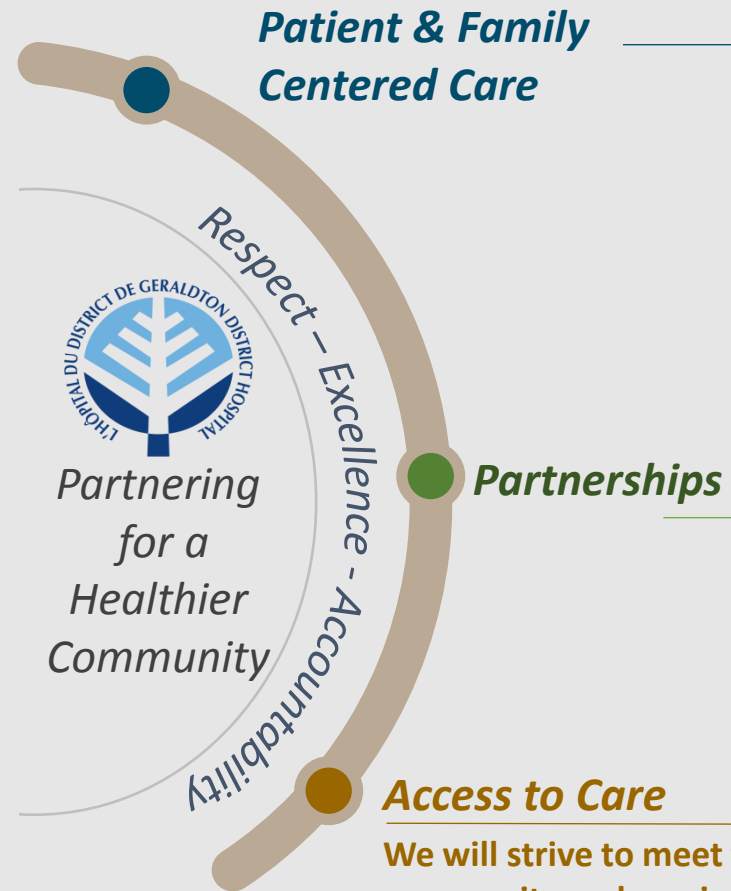 Patient & Family
Centered Care
Respect – Excellence - Accountability
L'HÔPITAL DU DISTRICT DE GERALDTON DISTRICT HOSPITAL
Partnering
for a
Healthier
Community
Partnerships
Access to Care
We will strive to meet